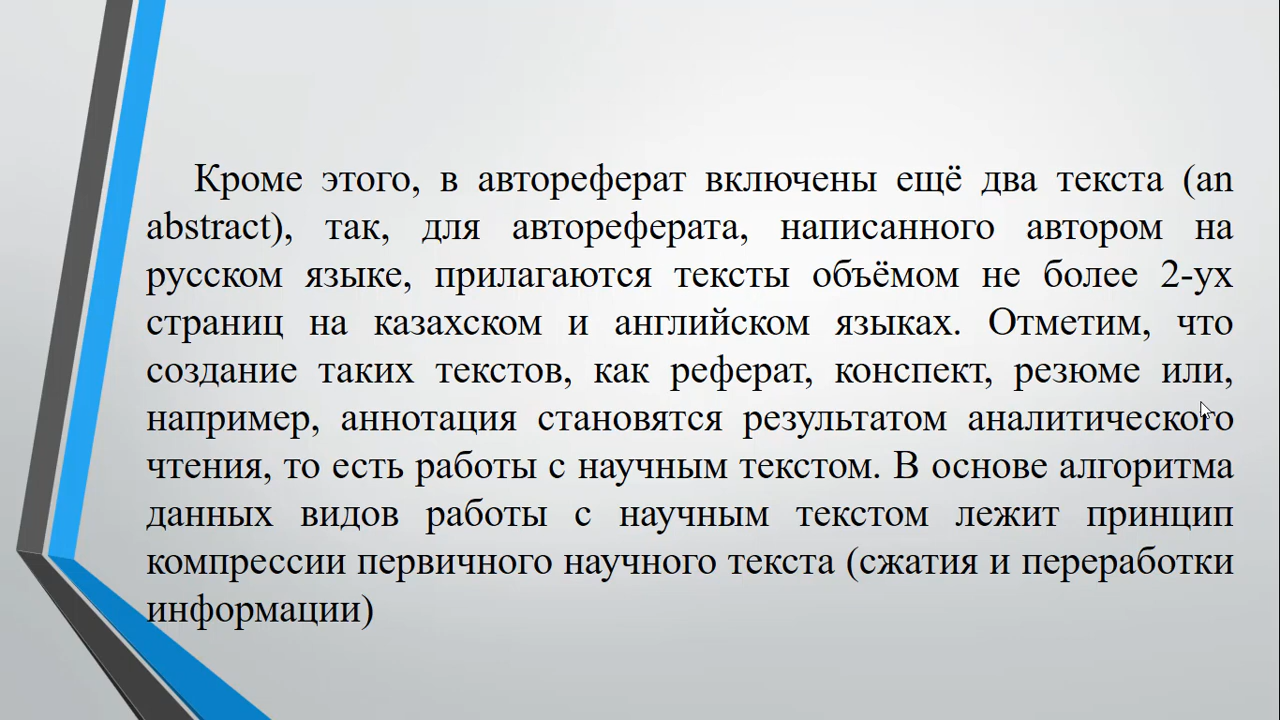 Кроме этого, в автореферат включены ещё два текста (an
abstract), так, для автореферата, написанного автором на
русском языке, прилагаются тексты объёмом не более 2-ух
страниц на казахском и английском языках. Отметим, что
создание таких текстов, как реферат, конспект, резюме или,
например, аннотация становятся результатом аналитического
чтения, то есть работы с научным текстом. В основе алгоритма
данных видов работы с научным текстом лежит принцип
компрессии первичного научного текста (сжатия и переработки
информации)